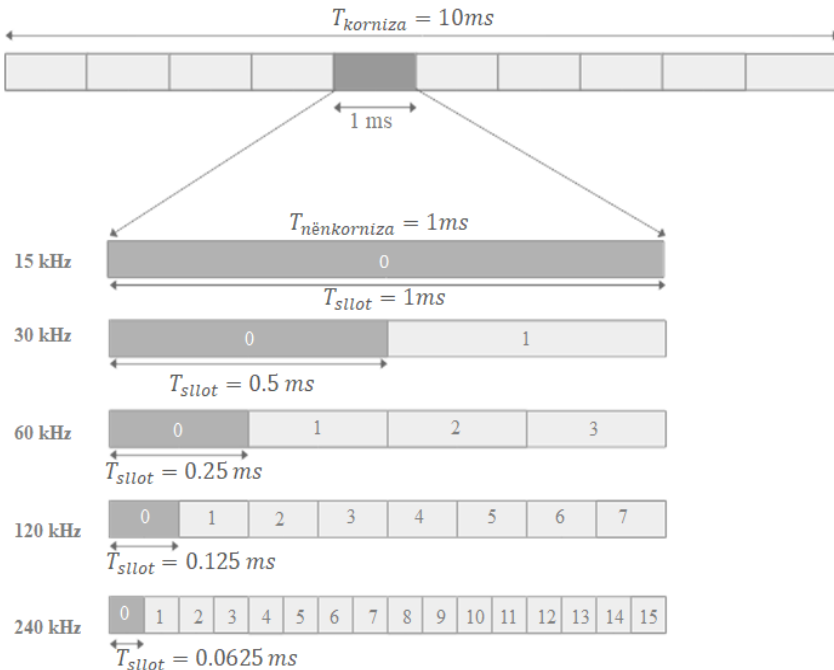 T_korniza = 10ms
1 ms
T_nënkorniza = 1ms
15 kHz
0
T_sllot = 1ms
30 kHz
0 1
T_sllot = 0.5 ms
60 kHz
0 1 2 3
T_sllot = 0.25 ms
120 kHz
0 1 2 3 4 5 6 7
T_sllot = 0.125 ms
240 kHz
0 1 2 3 4 5 6 7 8 9 10 11 12 13 14 15
T_sllot = 0.0625 ms